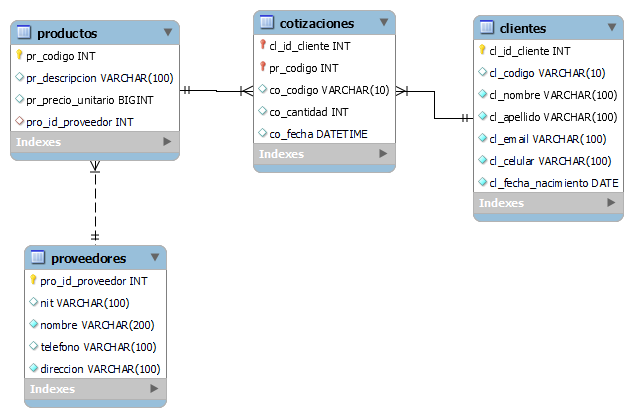 productos
pr_codigo INT
pr_descripcion VARCHAR(100)
pr_precio_unitario BIGINT
pro_id_proveedor INT
Indexes
cotizaciones
cl_id_cliente INT
pr_codigo INT
co_codigo VARCHAR(10)
co_cantidad INT
co_fecha DATETIME
Indexes
clientes
cl_id_cliente INT
cl_codigo VARCHAR(10)
cl_nombre VARCHAR(100)
cl_apellido VARCHAR(100)
cl_email VARCHAR(100)
cl_celular VARCHAR(100)
cl_fecha_nacimiento DATE
Indexes
proveedores
pro_id_proveedor INT
nit VARCHAR(100)
nombre VARCHAR(200)
telefono VARCHAR(100)
direccion VARCHAR(100)
Indexes